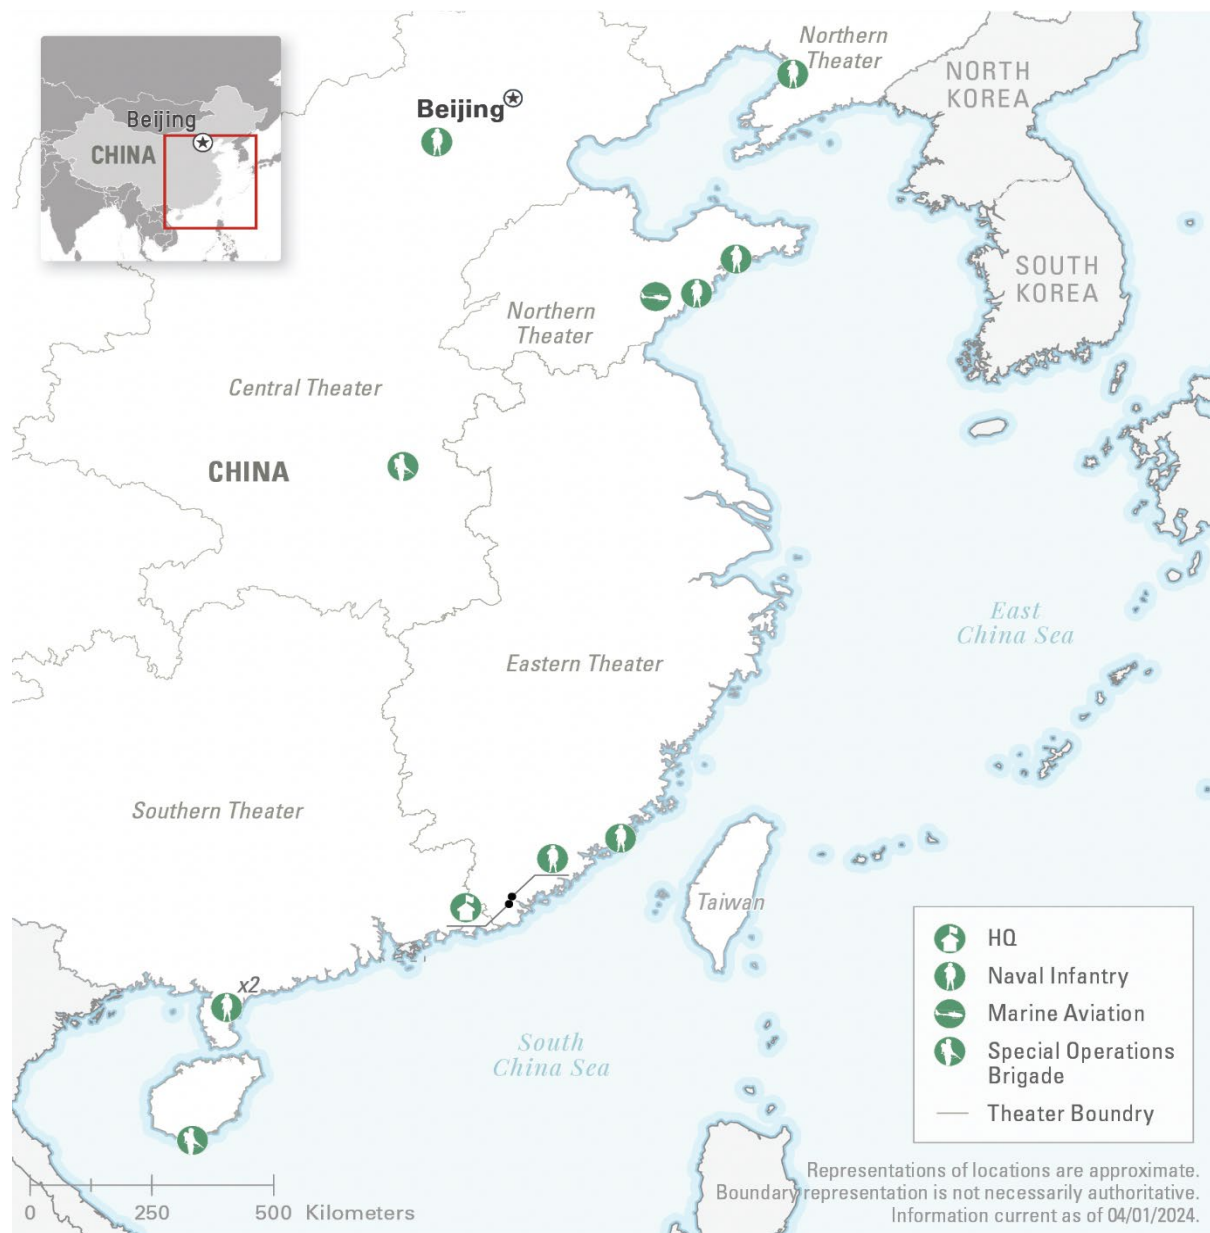 Beijing
CHINA
Northern
Theater
Beijing
NORTH
KOREA
SOUTH
KOREA
Northern
Theater
Central Theater
CHINA
East
China Sea
Eastern Theater
Southern Theater
Taiwan
x2
South
China Sea
HQ
Naval Infantry
Marine Aviation
Special Operations
Brigade
Theater Boundry
0 250 500 Kilometers
Representations of locations are approximate.
Boundary representation is not necessarily authoritative.
Information current as of 04/01/2024.